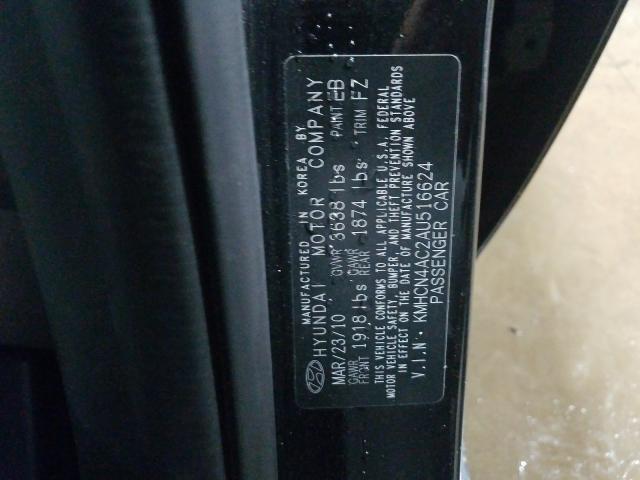 MANUFACTURED IN KOREA BY
HYUNDAI MOTOR COMPANY
MAR/23/10 GVWR 3638 lbs PAINT EB
GAWR FRONT 1918 lbs GAWR REAR 1874 lbs TRIM FZ
THIS VEHICLE CONFORMS TO ALL APPLICABLE U.S.A. FEDERAL
MOTOR VEHICLE SAFETY, BUMPER, AND THEFT PREVENTION STANDARDS
IN EFFECT ON THE DATE OF MANUFACTURE SHOWN ABOVE
V.I.N · KMHCN4AC2AU516624
PASSENGER CAR